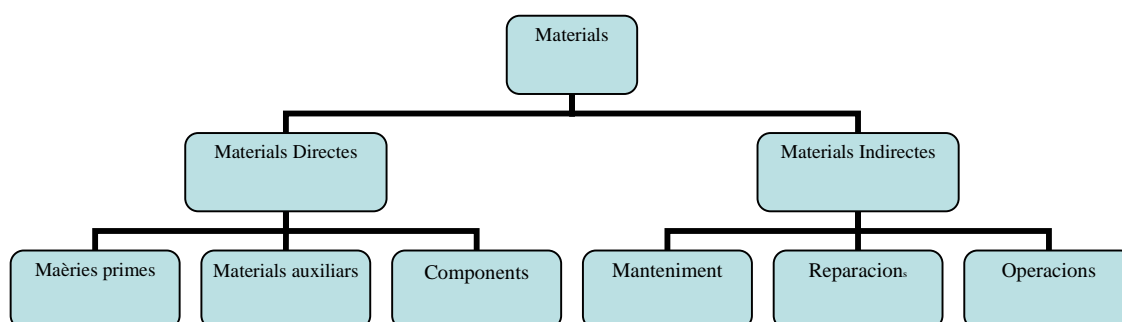 Materials
Materials Directes
Materials Indirectes
Maèries primes
Materials auxiliars
Components
Manteniment
Reparacions
Operacions